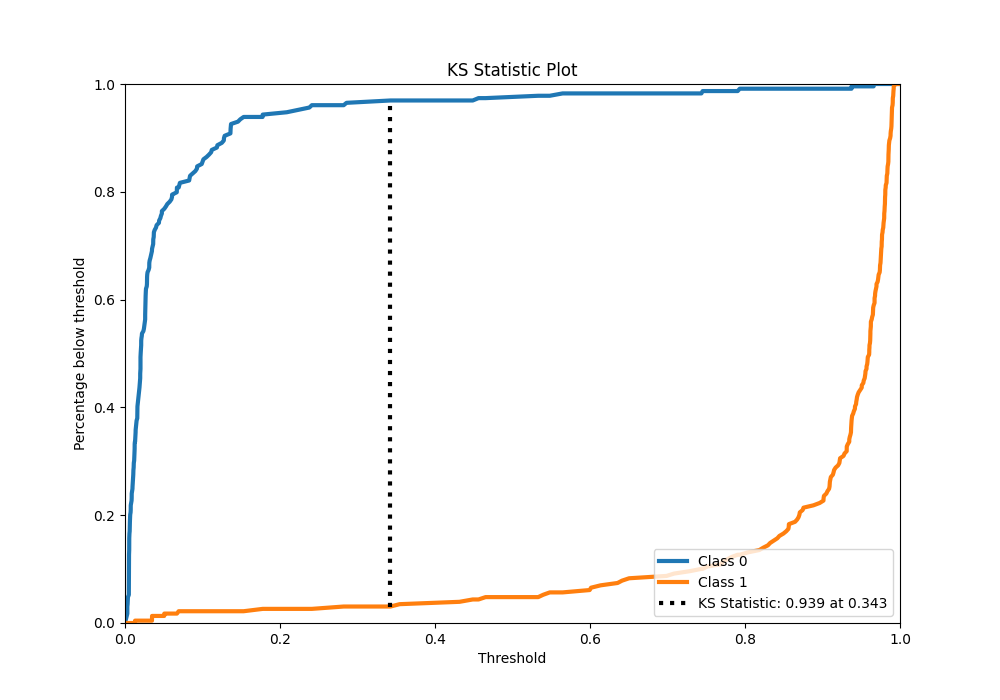 KS Statistic Plot
1.0
0.8
0.6
0.4
0.2
0.0
Percentage below threshold
Class 0
Class 1
KS Statistic: 0.939 at 0.343
0.0 0.2 0.4 0.6 0.8 1.0
Threshold